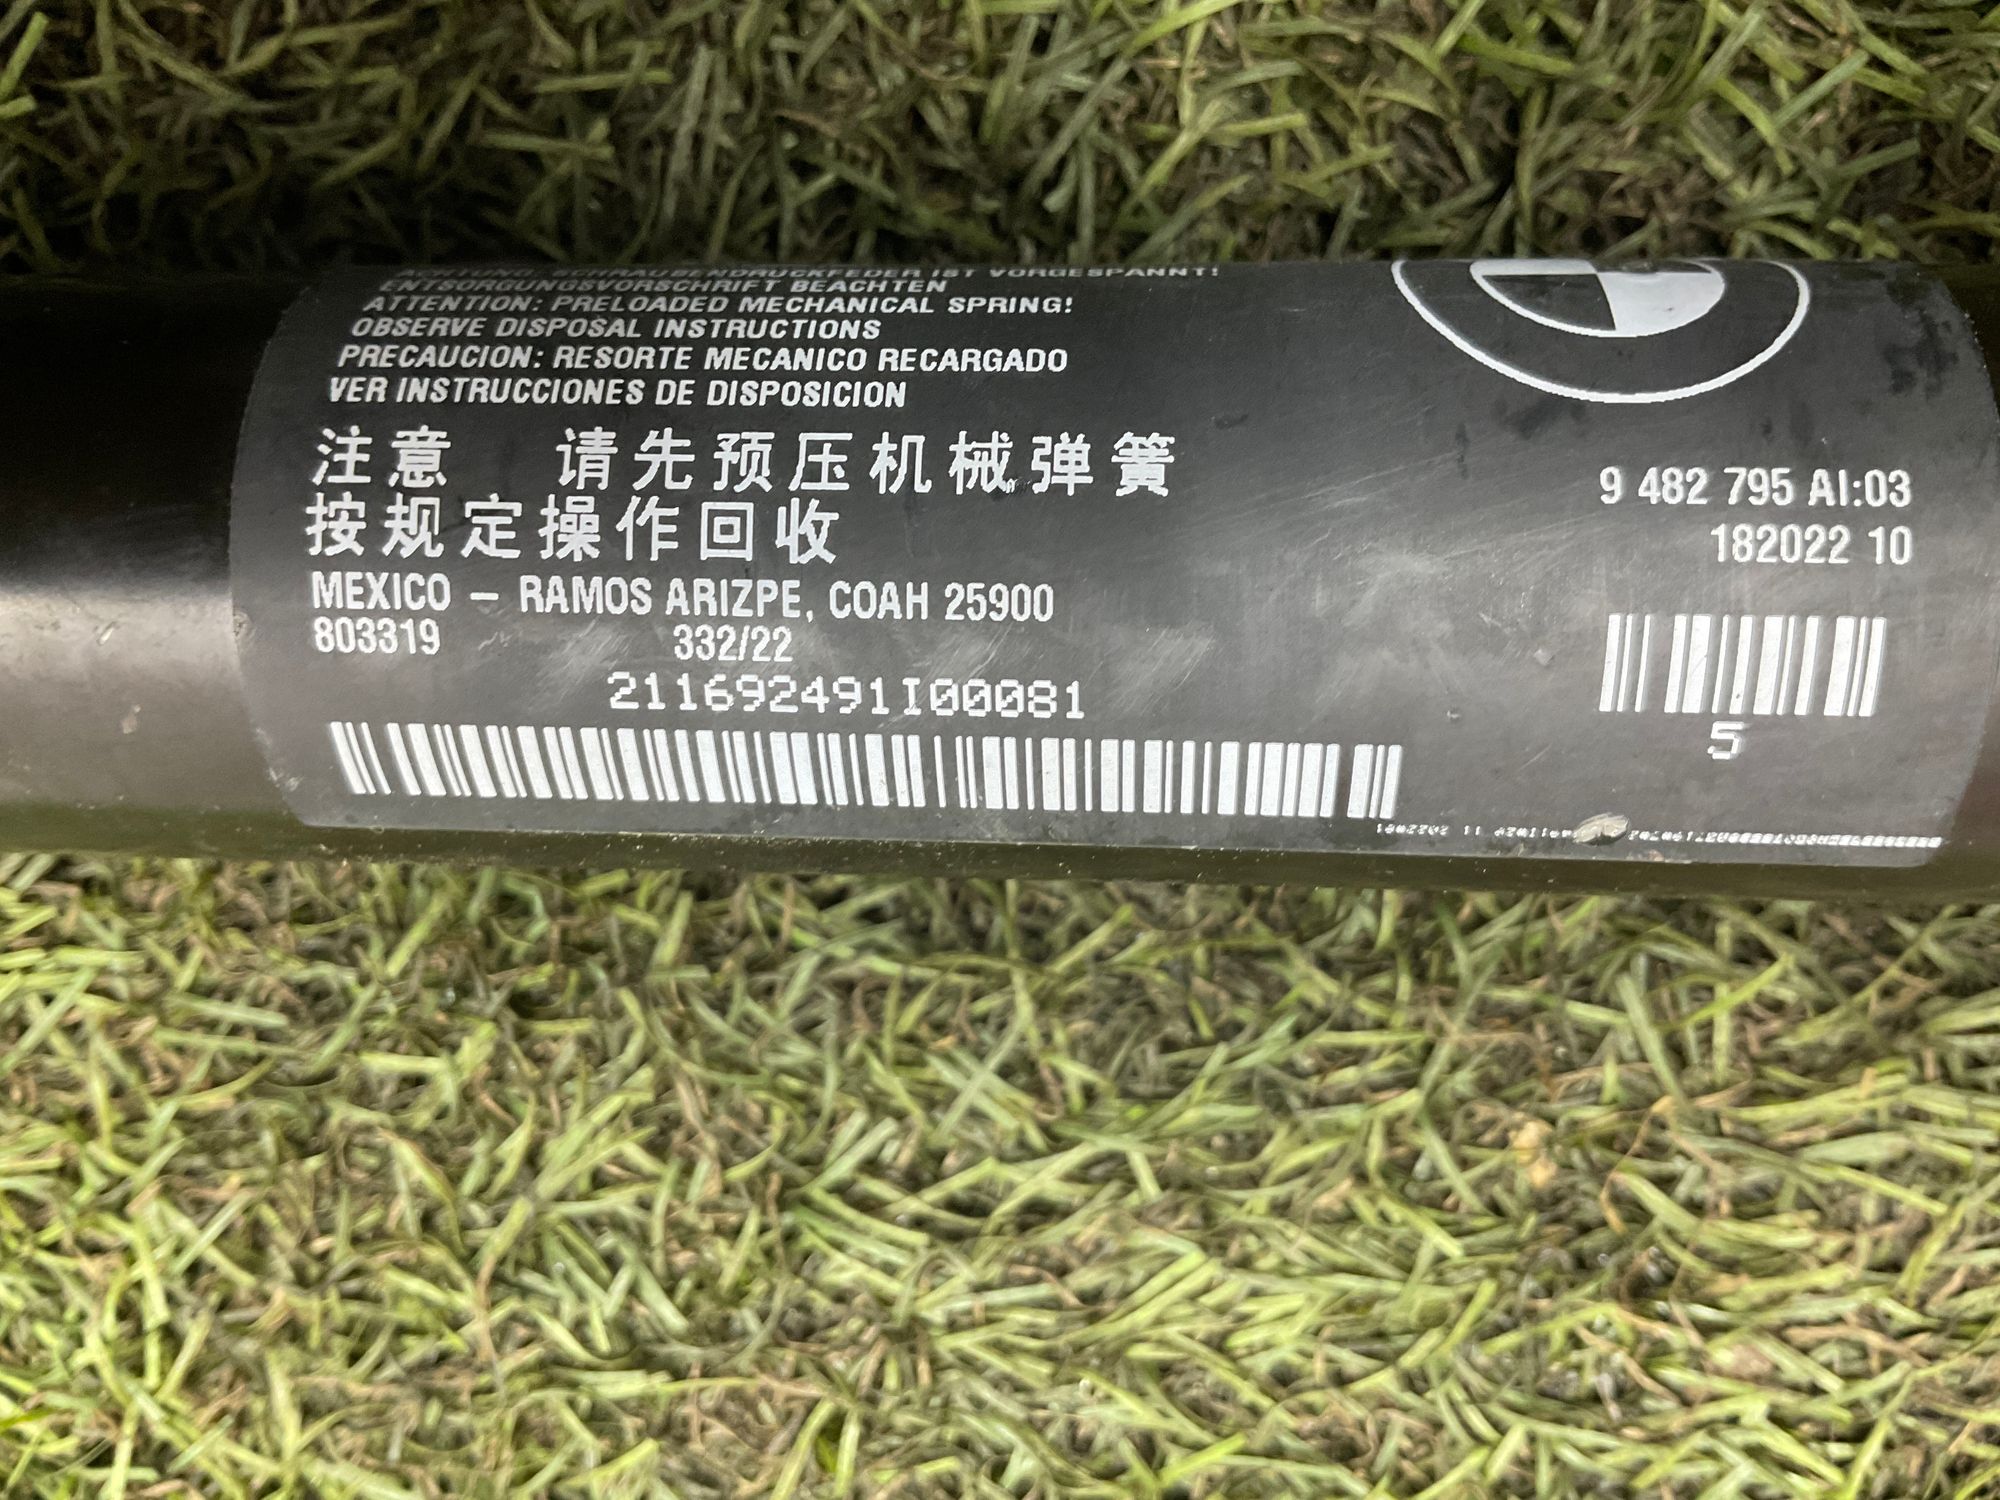 ACHTUNG: SCHRAUBENDRUCKFEDER IST VORGESPANNT!
ENTSORGUNGSVORSCHRIFT BEACHTEN
ATTENTION: PRELOADED MECHANICAL SPRING!
OBSERVE DISPOSAL INSTRUCTIONS
PRECAUCION: RESORTE MECANICO RECARGADO
VER INSTRUCCIONES DE DISPOSICION
注意 请先预压机械弹簧
按规定操作回收
MEXICO – RAMOS ARIZPE, COAH 25900
803319 332/22
211692491I00081
9 482 795 AI:03
182022 10
5